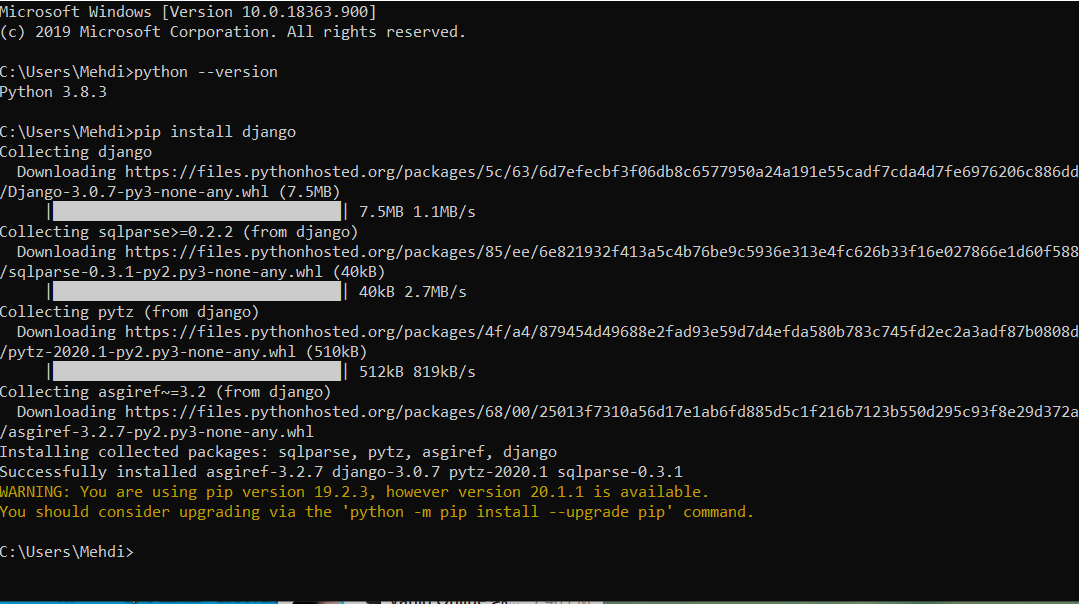 Microsoft Windows [Version 10.0.18363.900]
(c) 2019 Microsoft Corporation. All rights reserved.
C:\Users\Mehdi>python --version
Python 3.8.3
C:\Users\Mehdi>pip install django
Collecting django
Downloading https://files.pythonhosted.org/packages/5c/63/6d7efecbf3f06db8c6577950a24a191e55cadf7cda4d7fe6976206c886dd
/Django-3.0.7-py3-none-any.whl (7.5MB)
|████████████████████████████████| 7.5MB 1.1MB/s
Collecting sqlparse>=0.2.2 (from django)
Downloading https://files.pythonhosted.org/packages/85/ee/6e821932f413a5c4b76be9c5936e313e4fc626b33f16e027866e1d60f588
/sqlparse-0.3.1-py2.py3-none-any.whl (40kB)
|████████████████████████████████| 40kB 2.7MB/s
Collecting pytz (from django)
Downloading https://files.pythonhosted.org/packages/4f/a4/879454d49688e2fad93e59d7d4efda580b783c745fd2ec2a3adf87b0808d
/pytz-2020.1-py2.py3-none-any.whl (510kB)
|████████████████████████████████| 512kB 819kB/s
Collecting asgiref~=3.2 (from django)
Downloading https://files.pythonhosted.org/packages/68/00/25013f7310a56d17e1ab6fd885d5c1f216b7123b550d295c93f8e29d372a
/asgiref-3.2.7-py2.py3-none-any.whl
Installing collected packages: sqlparse, pytz, asgiref, django
Successfully installed asgiref-3.2.7 django-3.0.7 pytz-2020.1 sqlparse-0.3.1
WARNING: You are using pip version 19.2.3, however version 20.1.1 is available.
You should consider upgrading via the 'python -m pip install --upgrade pip' command.
C:\Users\Mehdi>